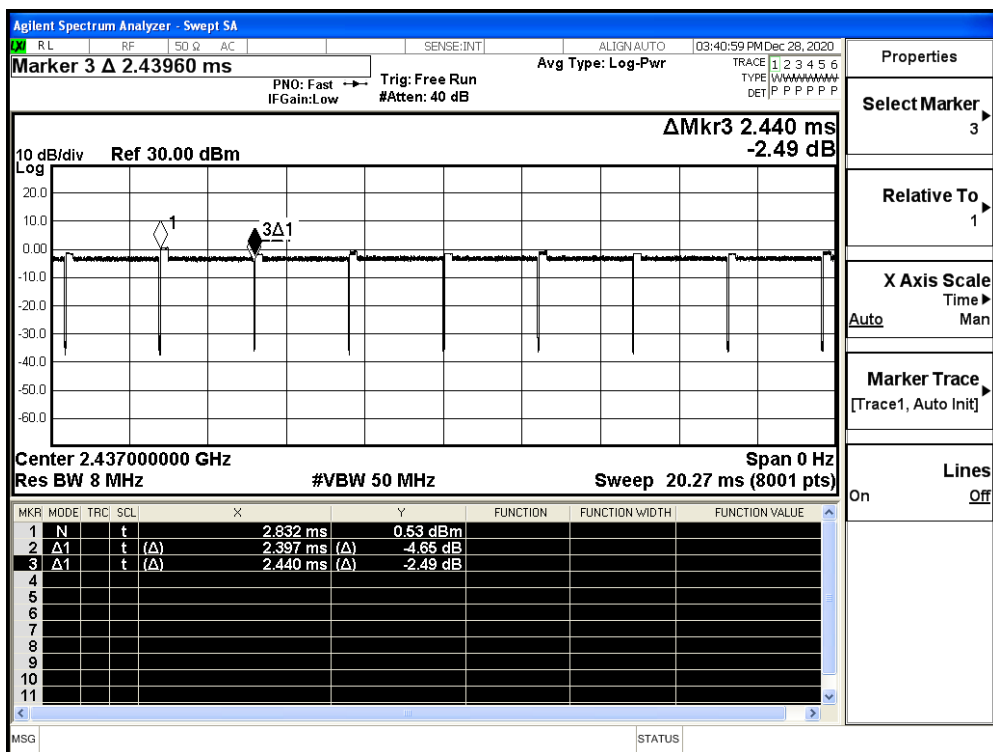 Agilent Spectrum Analyzer - Swept SA
LXI RL RF 50 Ω AC SENSE:INT ALIGN AUTO 03:40:59 PM Dec 28, 2020
Marker 3 Δ 2.43960 ms
PNO: Fast
IFGain:Low
Trig: Free Run
#Atten: 40 dB
Avg Type: Log-Pwr
TRACE 1 2 3 4 5 6
TYPE WWWWWW
DET P P P P P P
ΔMkr3 2.440 ms
-2.49 dB
10 dB/div Ref 30.00 dBm
Log
20.0
10.0
0.00
-10.0
-20.0
-30.0
-40.0
-50.0
-60.0
1
3Δ1
Center 2.437000000 GHz Span 0 Hz
Res BW 8 MHz #VBW 50 MHz Sweep 20.27 ms (8001 pts)
MKR MODE TRC SCL X Y FUNCTION FUNCTION WIDTH FUNCTION VALUE
1 N t 2.832 ms 0.53 dBm
2 Δ1 t (Δ) 2.397 ms (Δ) -4.65 dB
3 Δ1 t (Δ) 2.440 ms (Δ) -2.49 dB
4
5
6
7
8
9
10
11
MSG STATUS
Properties
Select Marker
3
Relative To
1
X Axis Scale
Time
Auto Man
Marker Trace
[Trace1, Auto Init]
Lines
On Off